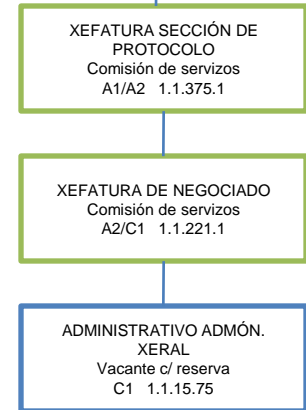 XEFATURA SECCIÓN DE
PROTOCOLO
Comisión de servizos
A1/A2 1.1.375.1
XEFATURA DE NEGOCIADO
Comisión de servizos
A2/C1 1.1.221.1
ADMINISTRATIVO ADMÓN.
XERAL
Vacante c/ reserva
C1 1.1.15.75